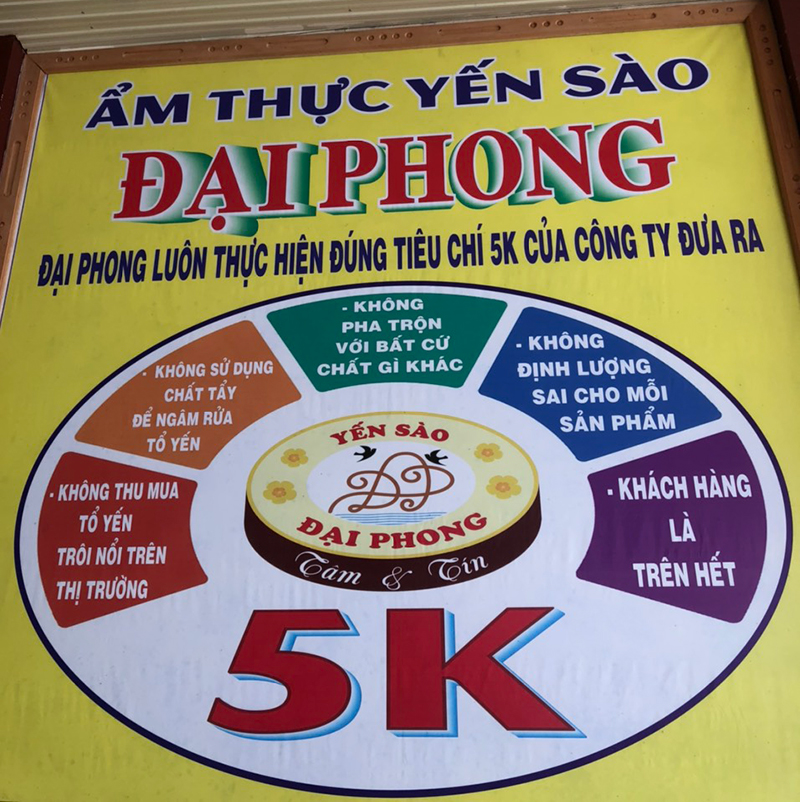 ẨM THỰC YẾN SÀO
ĐẠI PHONG
ĐẠI PHONG LUÔN THỰC HIỆN ĐÚNG TIÊU CHÍ 5K CỦA CÔNG TY ĐƯA RA
- KHÔNG THU MUA
TỔ YẾN
TRÔI NỔI TRÊN
THỊ TRƯỜNG
- KHÔNG SỬ DỤNG
CHẤT TẨY
ĐỂ NGÂM RỬA
TỔ YẾN
- KHÔNG
PHA TRỘN
VỚI BẤT CỨ
CHẤT GÌ KHÁC
- KHÔNG
ĐỊNH LƯỢNG
SAI CHO MỖI
SẢN PHẨM
- KHÁCH HÀNG
LÀ
TRÊN HẾT
YẾN SÀO
ĐP
ĐẠI PHONG
Tâm & Tín
5K